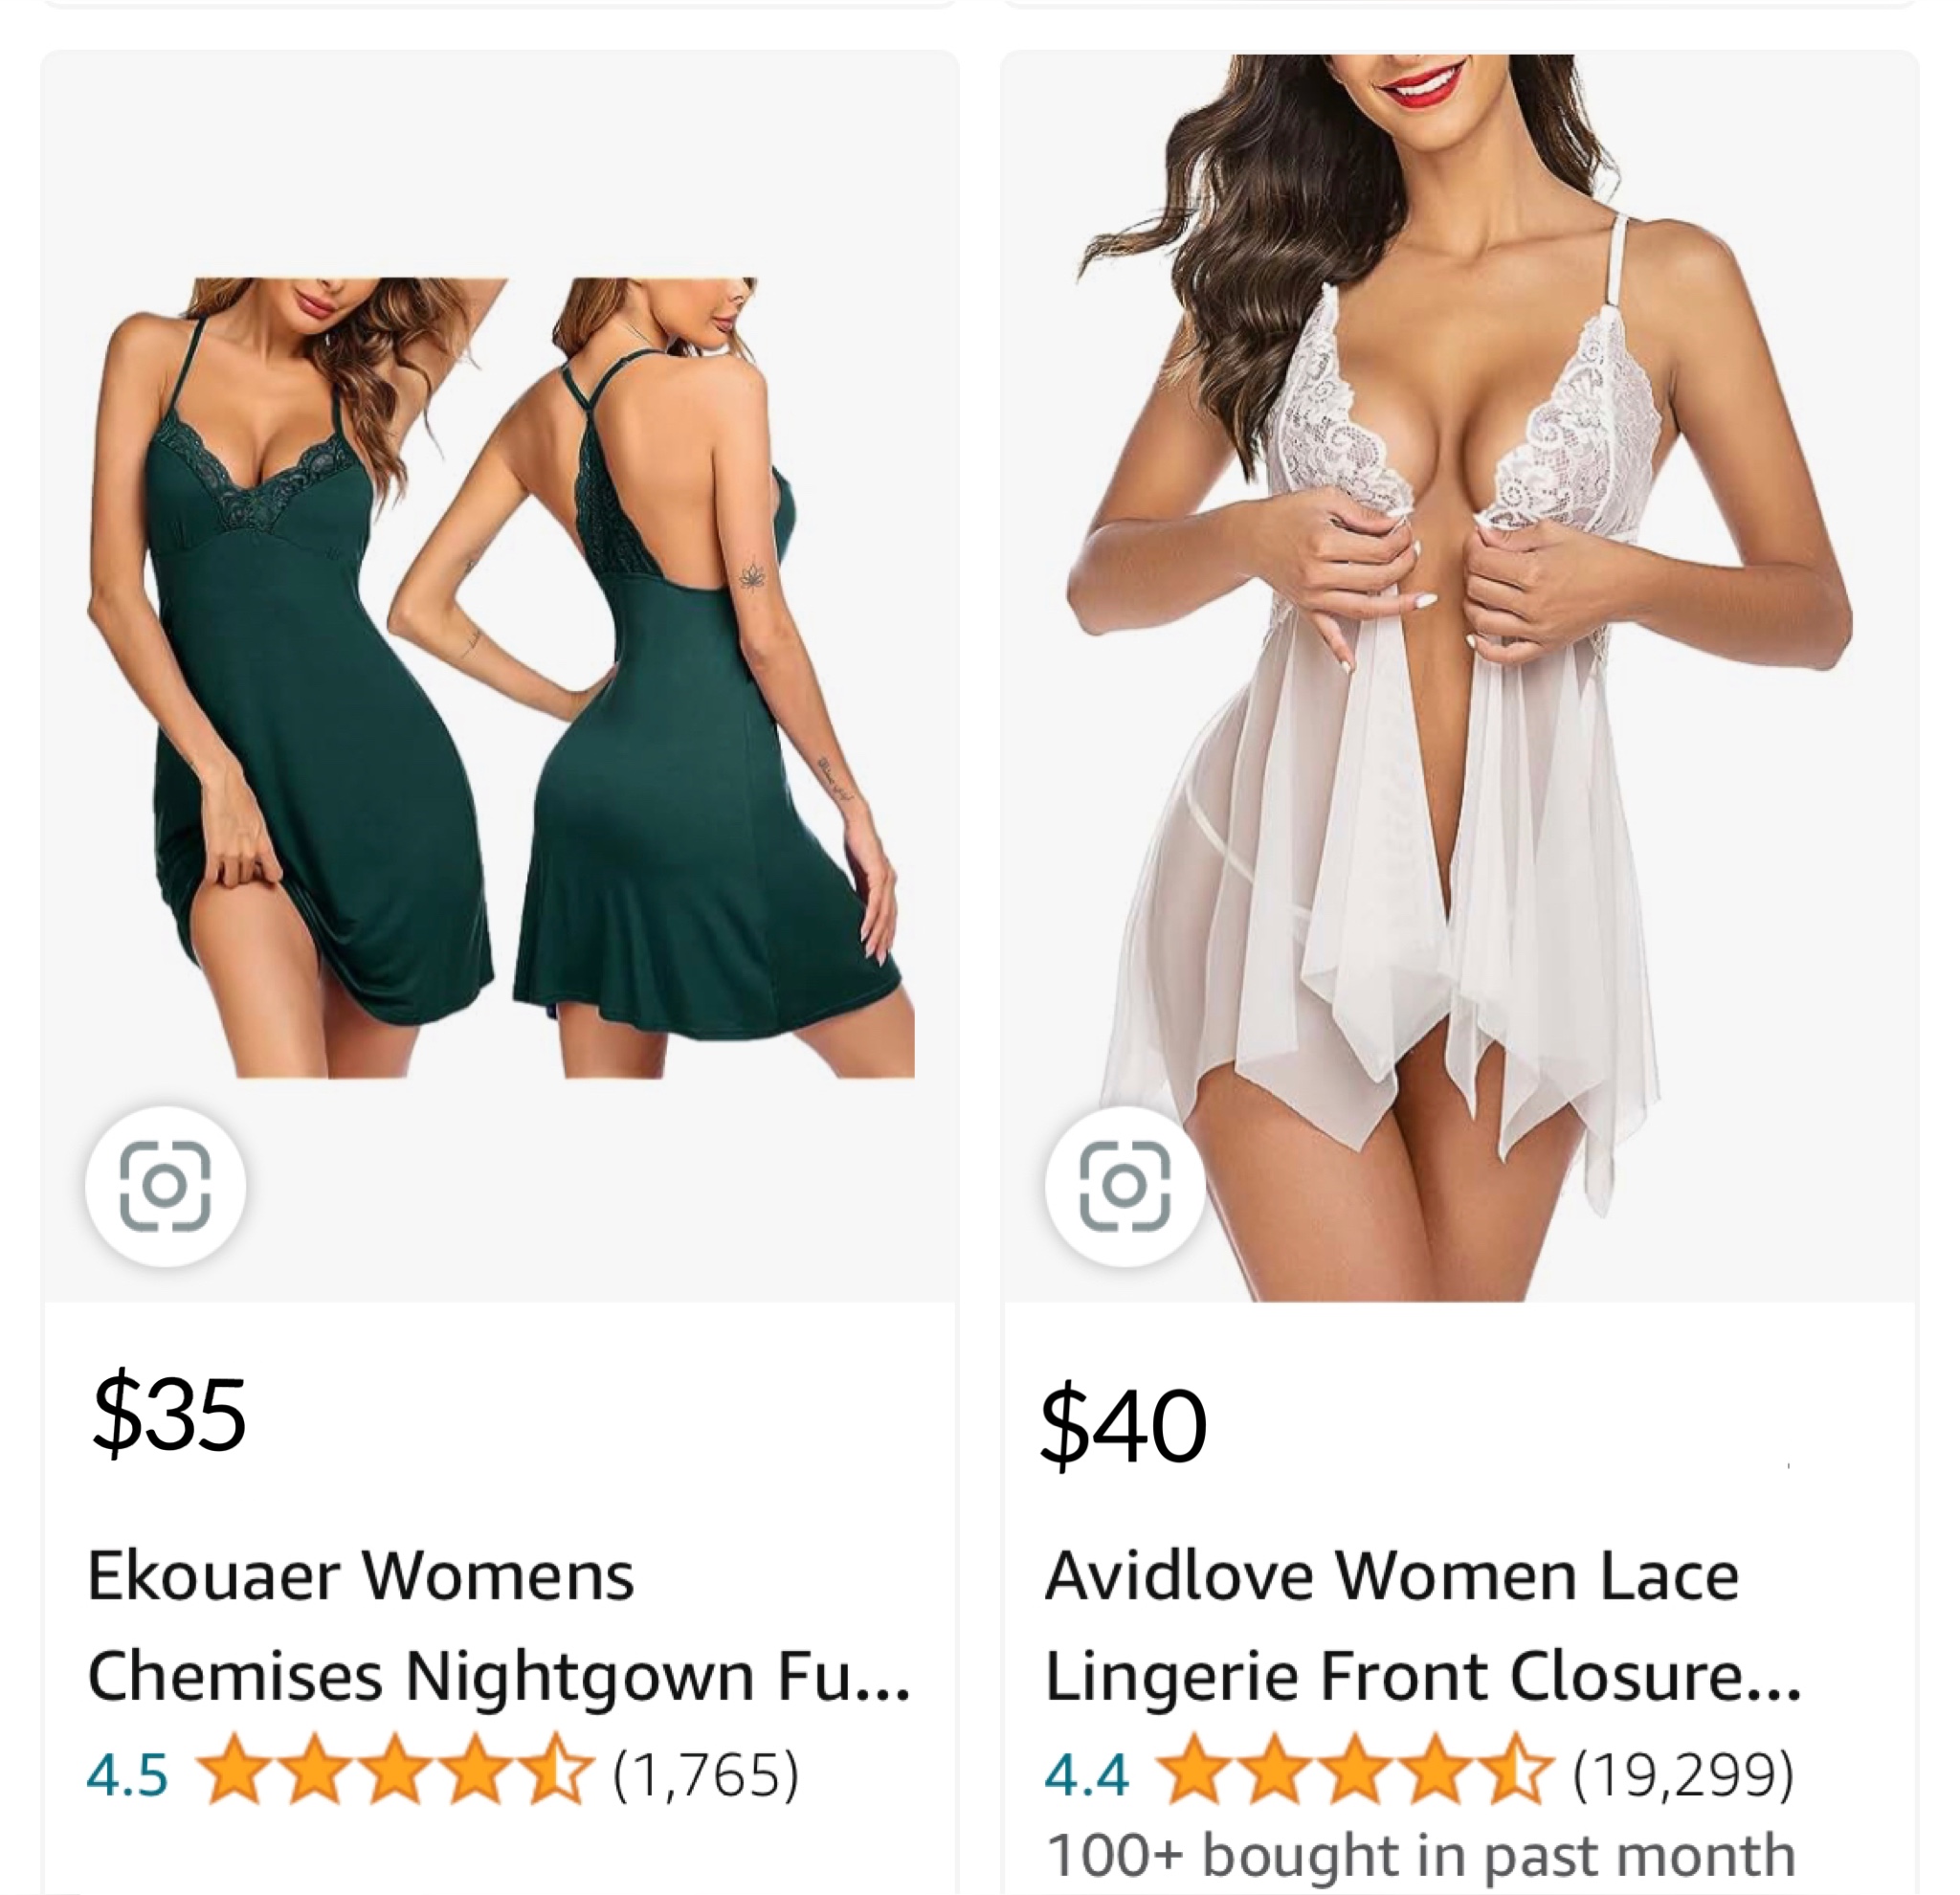 $35
Ekouaer Womens
Chemises Nightgown Fu...
4.5 (1,765)
$40
Avidlove Women Lace
Lingerie Front Closure...
4.4 (19,299)
100+ bought in past month